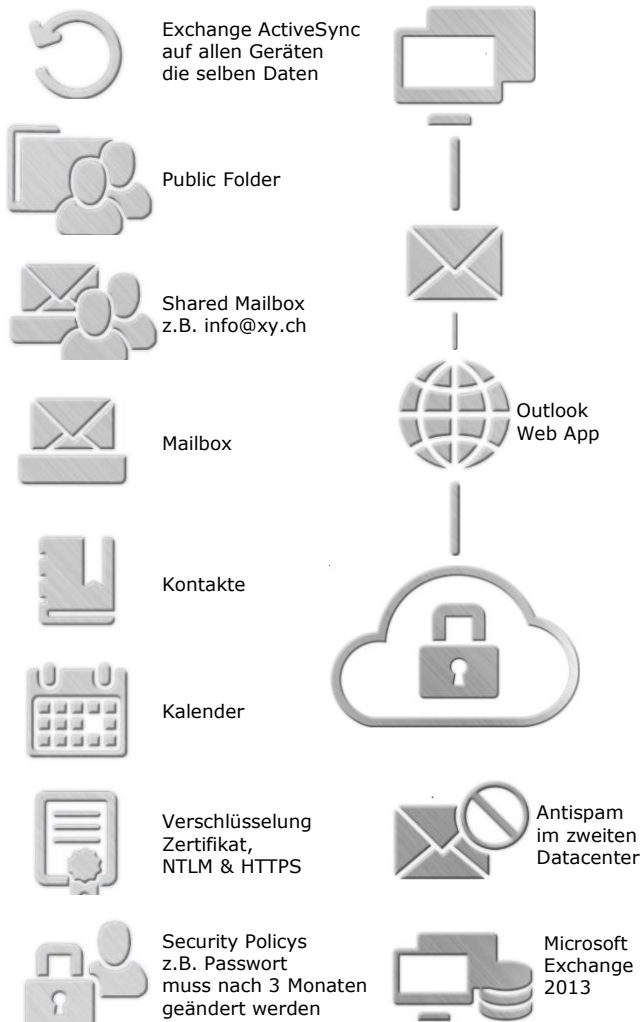 Exchange ActiveSync
auf allen Geräten
die selben Daten
Public Folder
Shared Mailbox
z.B. info@xy.ch
Mailbox
Outlook
Web App
Kontakte
Kalender
Verschlüsselung
Zertifikat,
NTLM & HTTPS
Antispam
im zweiten
Datacenter
Security Policys
z.B. Passwort
muss nach 3 Monaten
geändert werden
Microsoft
Exchange
2013